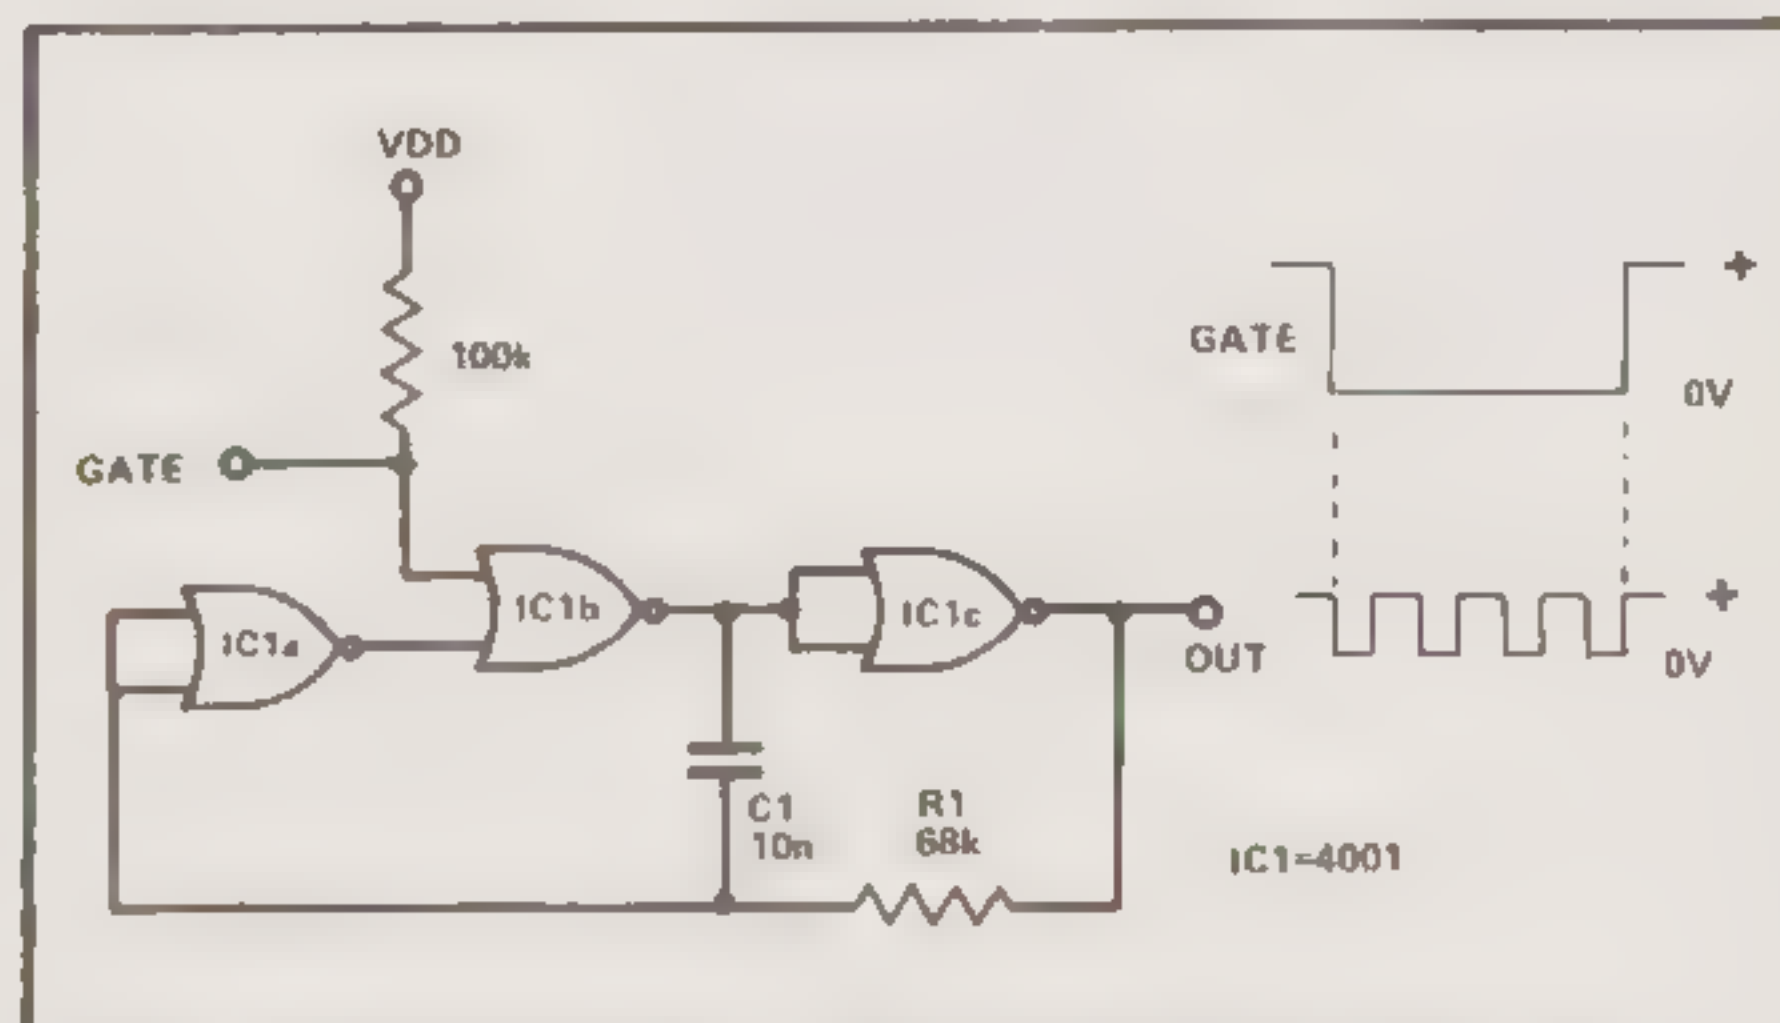 VDD
100k
GATE
GATE
+
0V
IC1a
IC1b
IC1c
OUT
+
0V
C1
10n
R1
68k
IC1=4001